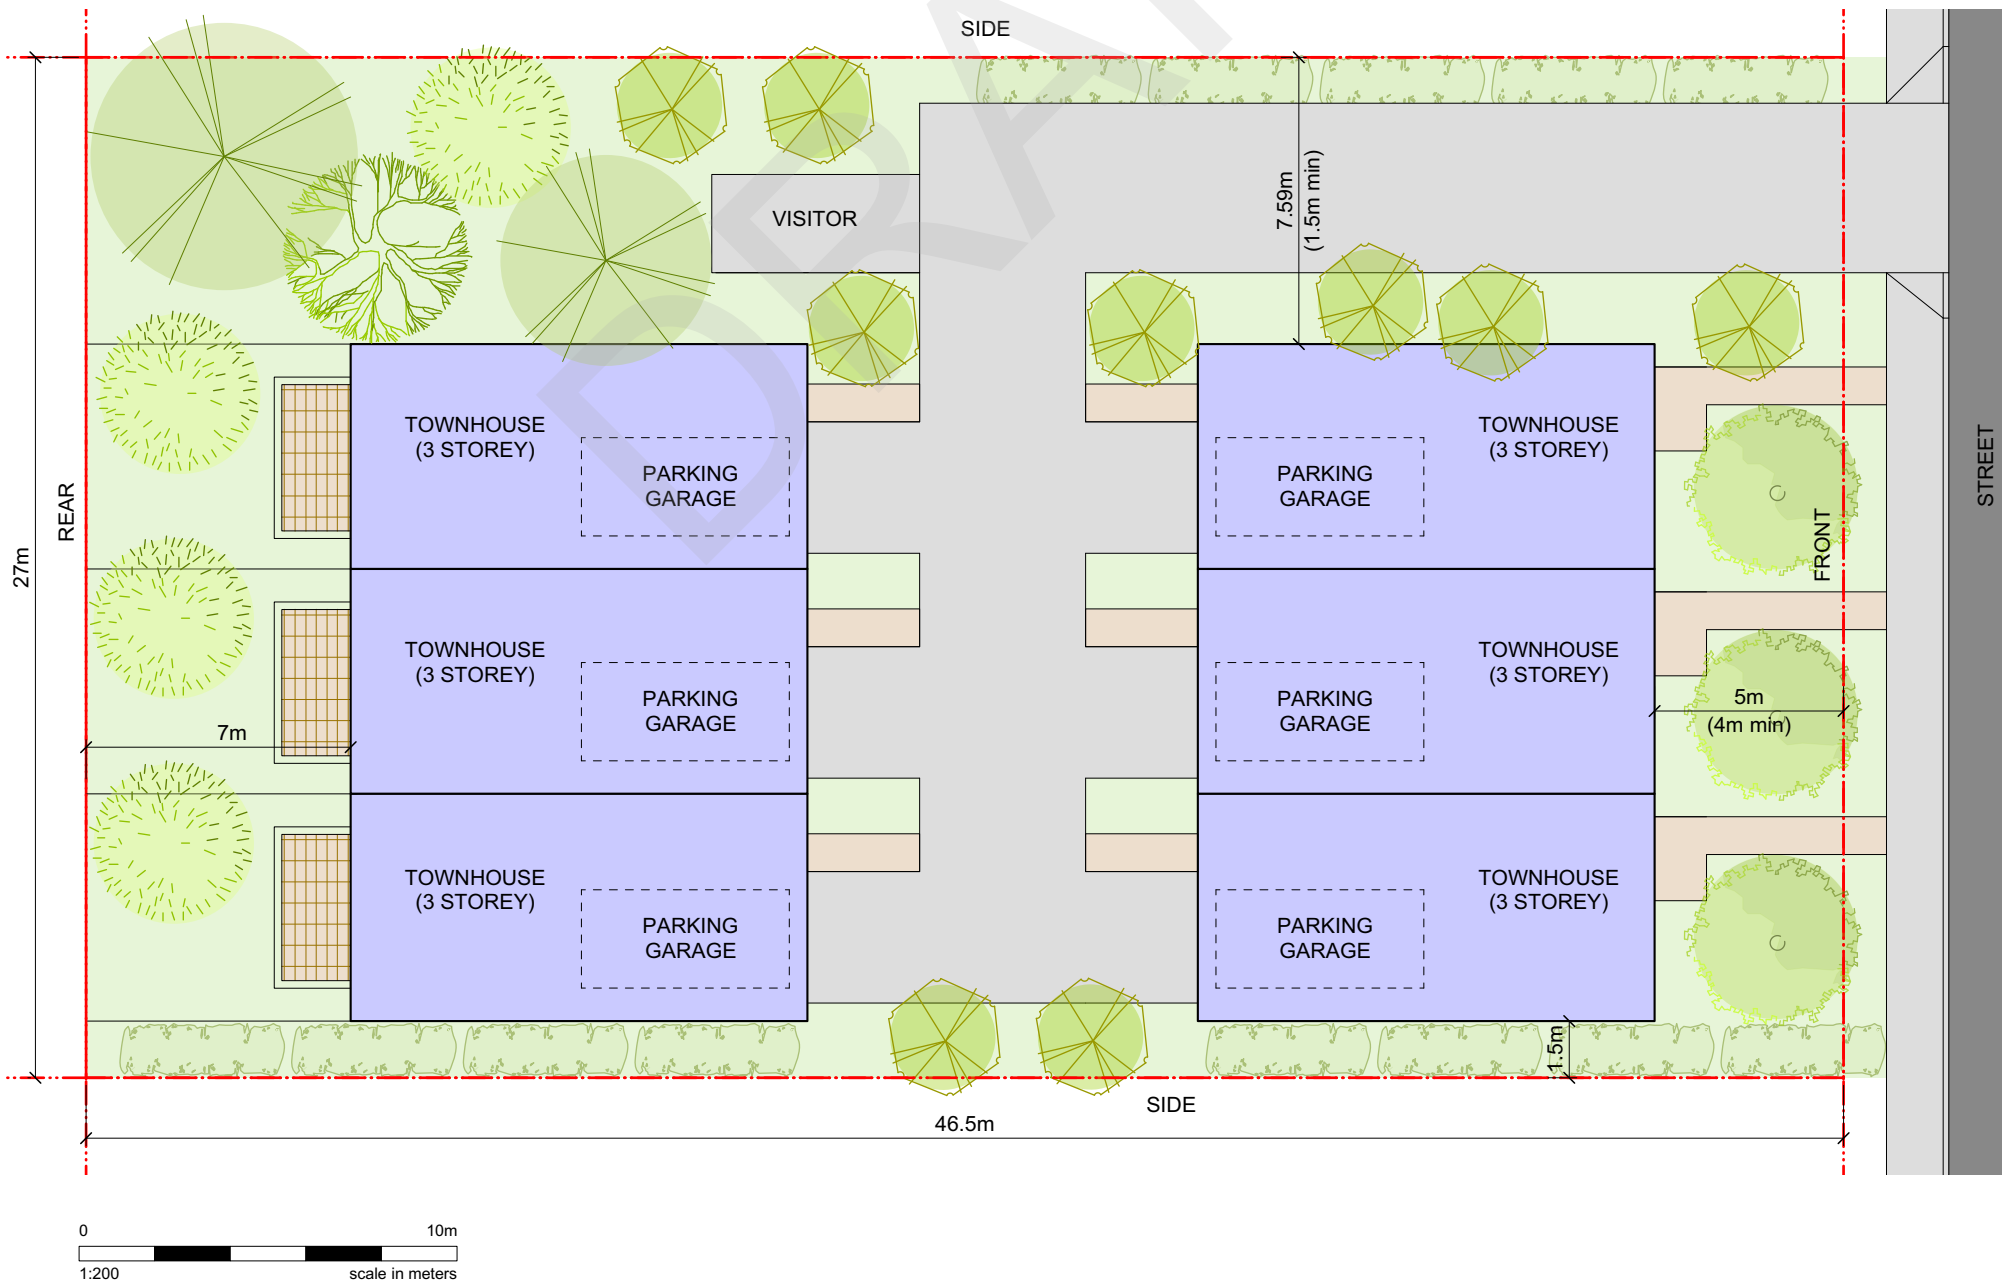 SIDE
7.59m
(1.5m min)
VISITOR
DRA
TOWNHOUSE
(3 STOREY)
PARKING
GARAGE
PARKING
GARAGE
TOWNHOUSE
(3 STOREY)
REAR
27m
FRONT
STREET
TOWNHOUSE
(3 STOREY)
PARKING
GARAGE
PARKING
GARAGE
TOWNHOUSE
(3 STOREY)
7m
5m
(4m min)
TOWNHOUSE
(3 STOREY)
PARKING
GARAGE
PARKING
GARAGE
TOWNHOUSE
(3 STOREY)
1.5m
SIDE
46.5m
0 10m
1:200 scale in meters